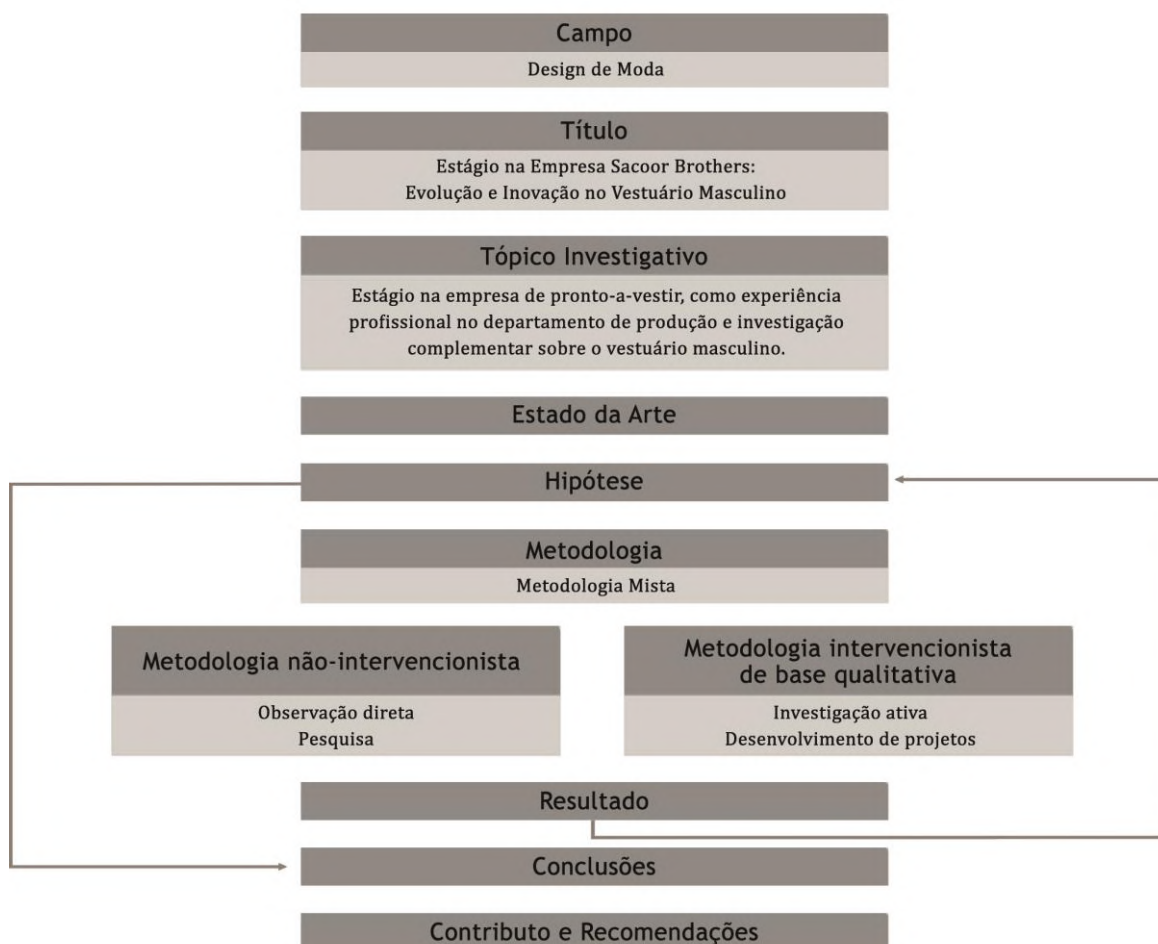 Campo
Design de Moda
Título
Estágio na Empresa Sacoor Brothers:
Evolução e Inovação no Vestuário Masculino
Tópico Investigativo
Estágio na empresa de pronto-a-vestir, como experiência
profissional no departamento de produção e investigação
complementar sobre o vestuário masculino.
Estado da Arte
Hipótese
Metodologia
Metodologia Mista
Metodologia não-intervencionista
Observação direta
Pesquisa
Metodologia intervencionista
de base qualitativa
Investigação ativa
Desenvolvimento de projetos
Resultado
Conclusões
Contributo e Recomendações